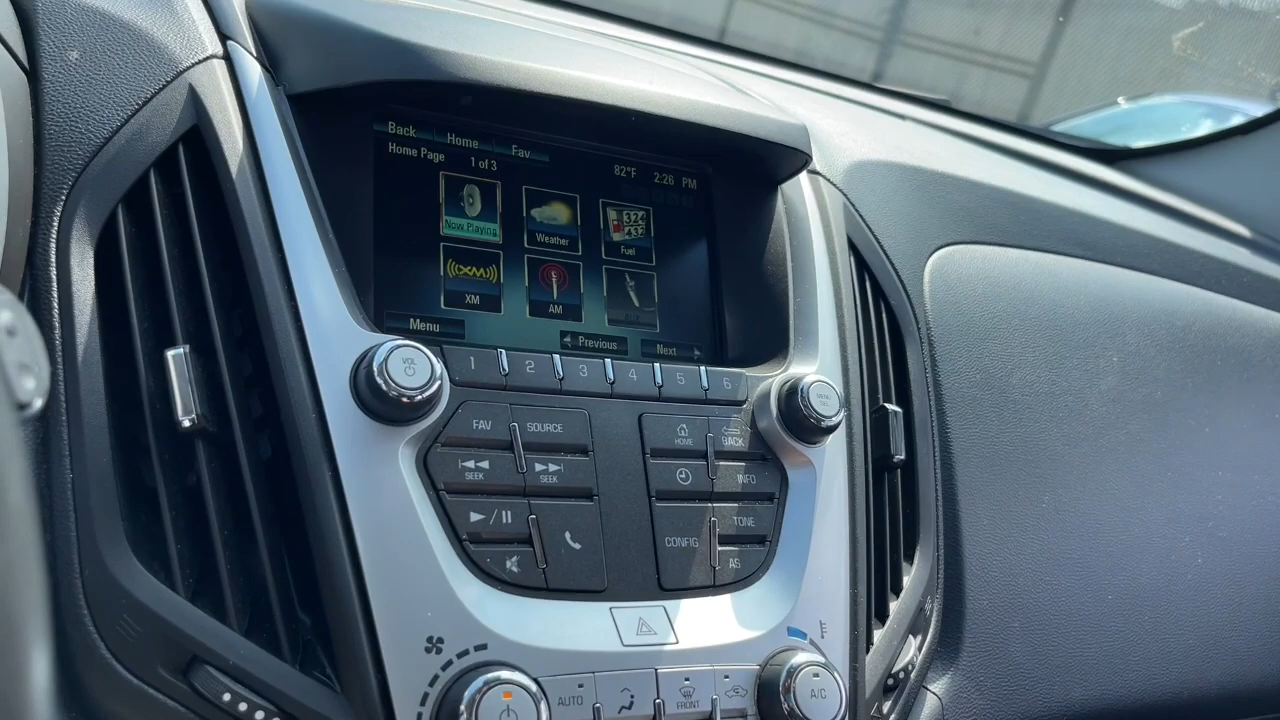 Back Home Fav
Home Page 1 of 3 82°F 2:26 PM
Now Playing Weather 324 432 Fuel
XM XM AM
Menu Previous Next
VOL 1 2 3 4 5 6 MENU SEL
FAV SOURCE HOME BACK
SEEK SEEK INFO
CONFIG TONE
AS
AUTO FRONT A/C